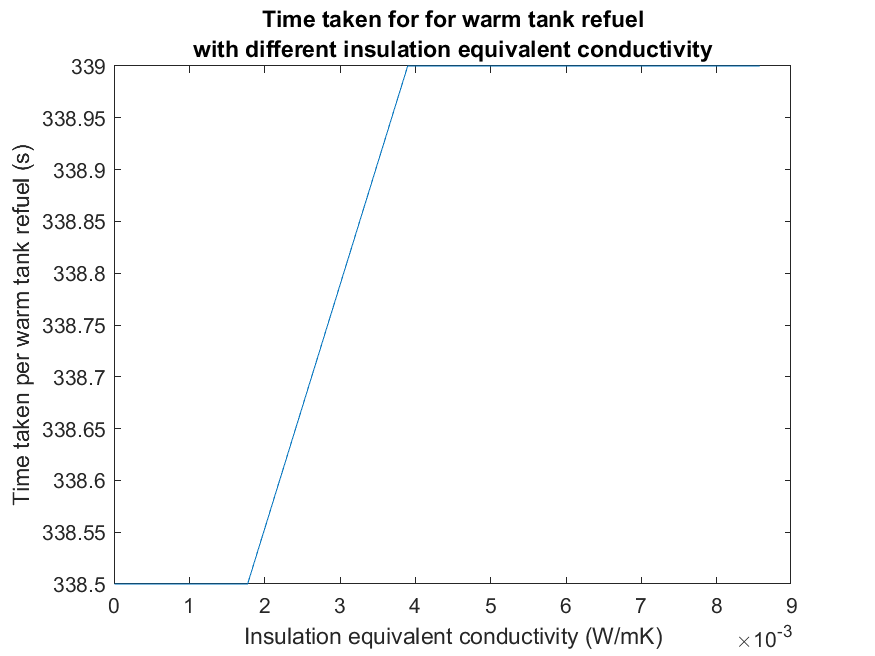 Time taken for for warm tank refuel
with different insulation equivalent conductivity
339
338.95
338.9
338.85
338.8
338.75
338.7
338.65
338.6
338.55
338.5
Time taken per warm tank refuel (s)
0 1 2 3 4 5 6 7 8 9
×10⁻³
Insulation equivalent conductivity (W/mK)